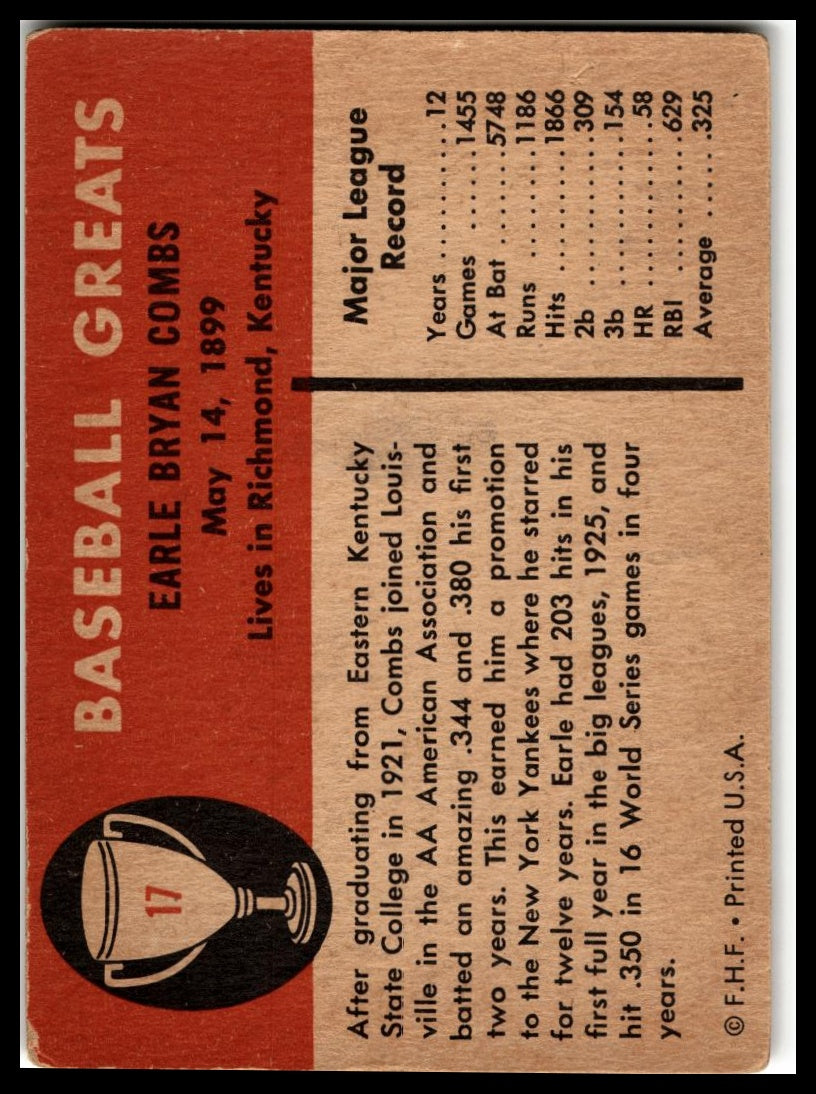 17
BASEBALL GREATS
EARLE BRYAN COMBS
May 14, 1899
Lives in Richmond, Kentucky
After graduating from Eastern Kentucky
State College in 1921, Combs joined Louis-
ville in the AA American Association and
batted an amazing .344 and .380 his first
two years. This earned him a promotion
to the New York Yankees where he starred
for twelve years. Earle had 203 hits in his
first full year in the big leagues, 1925, and
hit .350 in 16 World Series games in four
years.
Major League
Record
Years ..........12
Games ......1455
At Bat .......5748
Runs ........1186
Hits .........1866
2b ............309
3b ............154
HR .............58
RBI ...........629
Average .....325
© F.H.F. • Printed U.S.A.